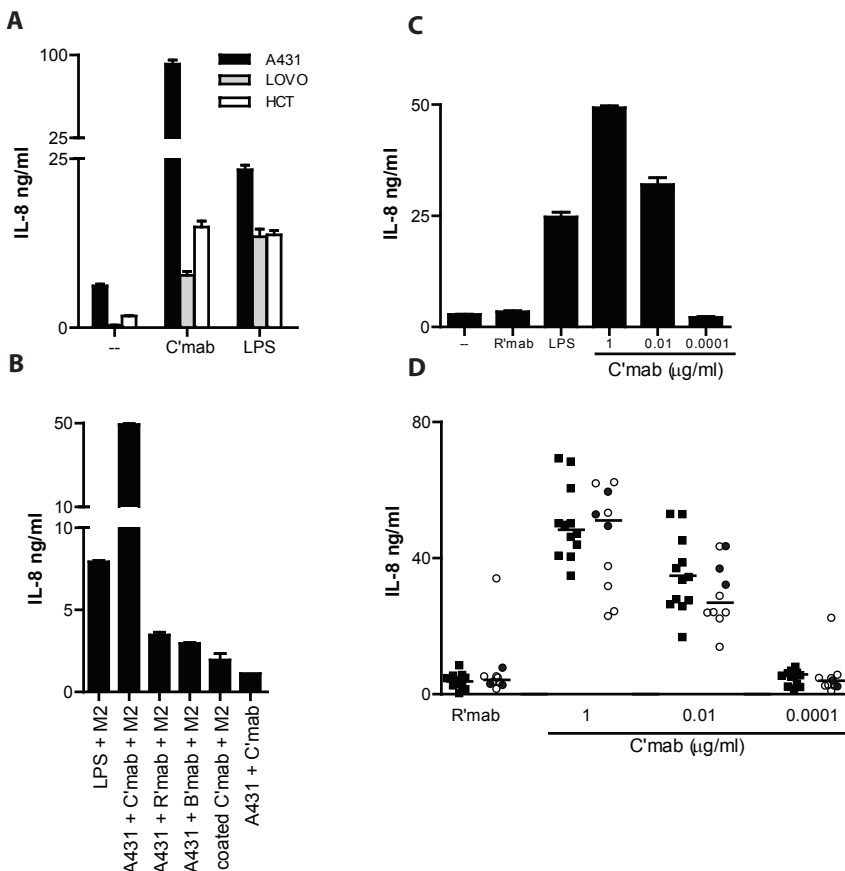 A
100
25
25
0
IL-8 ng/ml
A431
LOVO
HCT
--
C'mab
LPS
B
50
10
10
5
0
IL-8 ng/ml
LPS + M2
A431 + C'mab + M2
A431 + R'mab + M2
A431 + B'mab + M2
coated C'mab + M2
A431 + C'mab
C
50
25
0
IL-8 ng/ml
--
R'mab
LPS
1
0.01
0.0001
C'mab (μg/ml)
D
80
40
0
IL-8 ng/ml
R'mab
1
0.01
0.0001
C'mab (μg/ml)